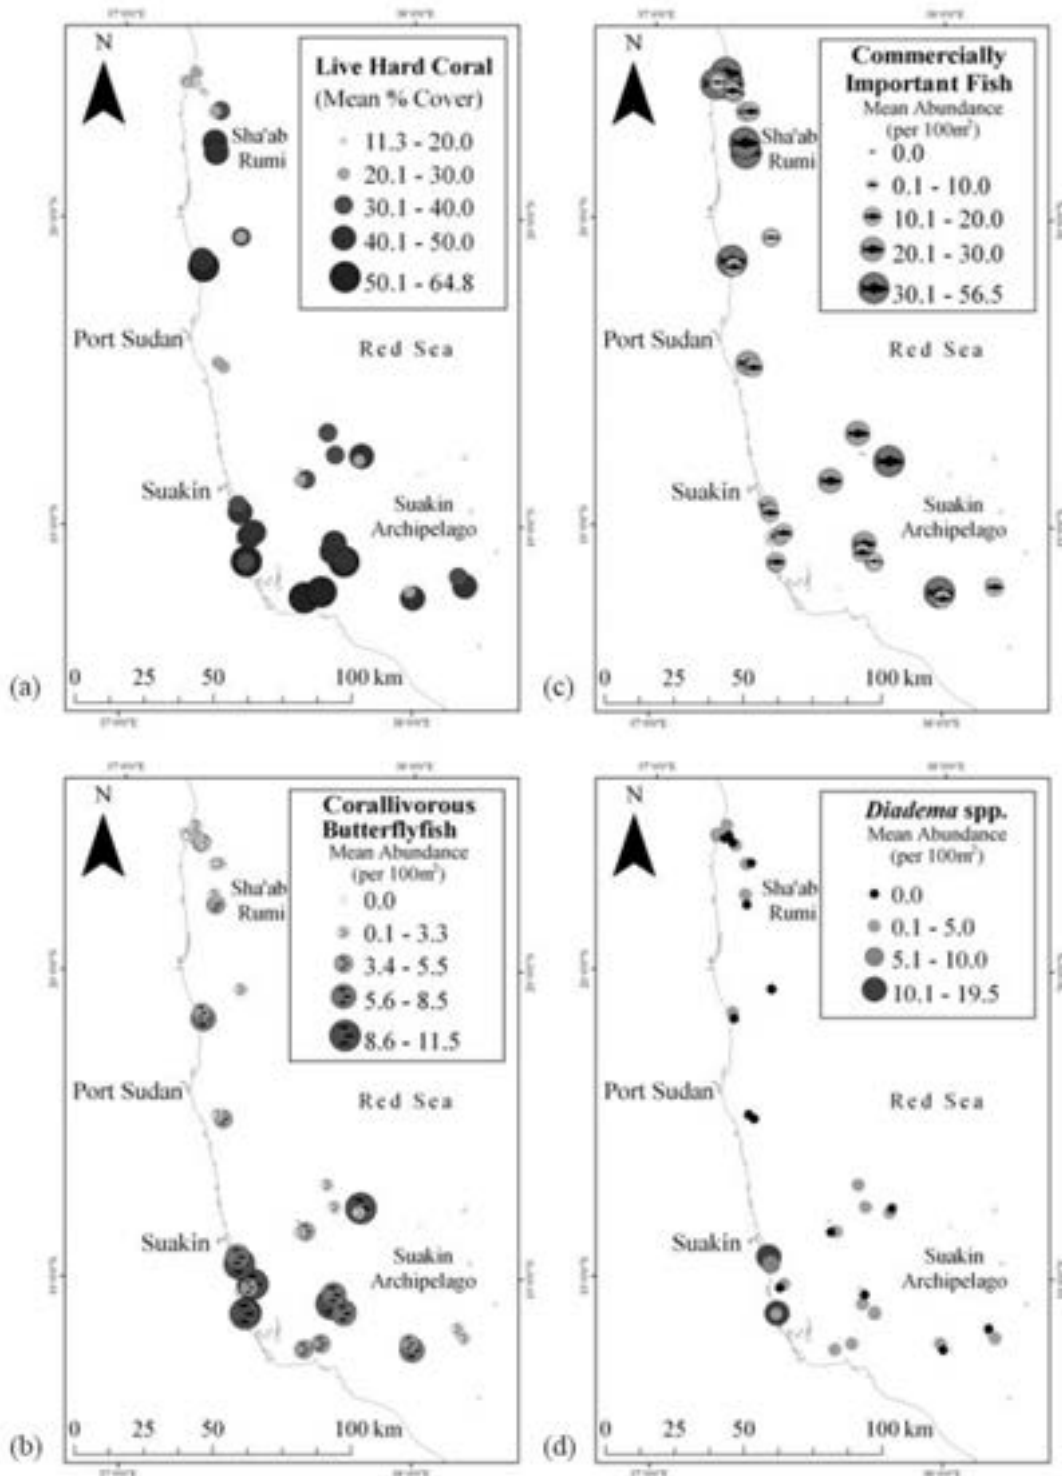 N
Live Hard Coral
(Mean % Cover)
11.3 - 20.0
20.1 - 30.0
30.1 - 40.0
40.1 - 50.0
50.1 - 64.8
Sha'ab
Rumi
Port Sudan
Red Sea
Suakin
Suakin
Archipelago
0 25 50 100 km
(a)
N
Commercially
Important Fish
Mean Abundance
(per 100m²)
0.0
0.1 - 10.0
10.1 - 20.0
20.1 - 30.0
30.1 - 56.5
Sha'ab
Rumi
Port Sudan
Red Sea
Suakin
Suakin
Archipelago
0 25 50 100 km
(c)
N
Corallivorous
Butterflyfish
Mean Abundance
(per 100m²)
0.0
0.1 - 3.3
3.4 - 5.5
5.6 - 8.5
8.6 - 11.5
Sha'ab
Rumi
Port Sudan
Red Sea
Suakin
Suakin
Archipelago
0 25 50 100 km
(b)
N
Diadema spp.
Mean Abundance
(per 100m²)
0.0
0.1 - 5.0
5.1 - 10.0
10.1 - 19.5
Sha'ab
Rumi
Port Sudan
Red Sea
Suakin
Suakin
Archipelago
0 25 50 100 km
(d)